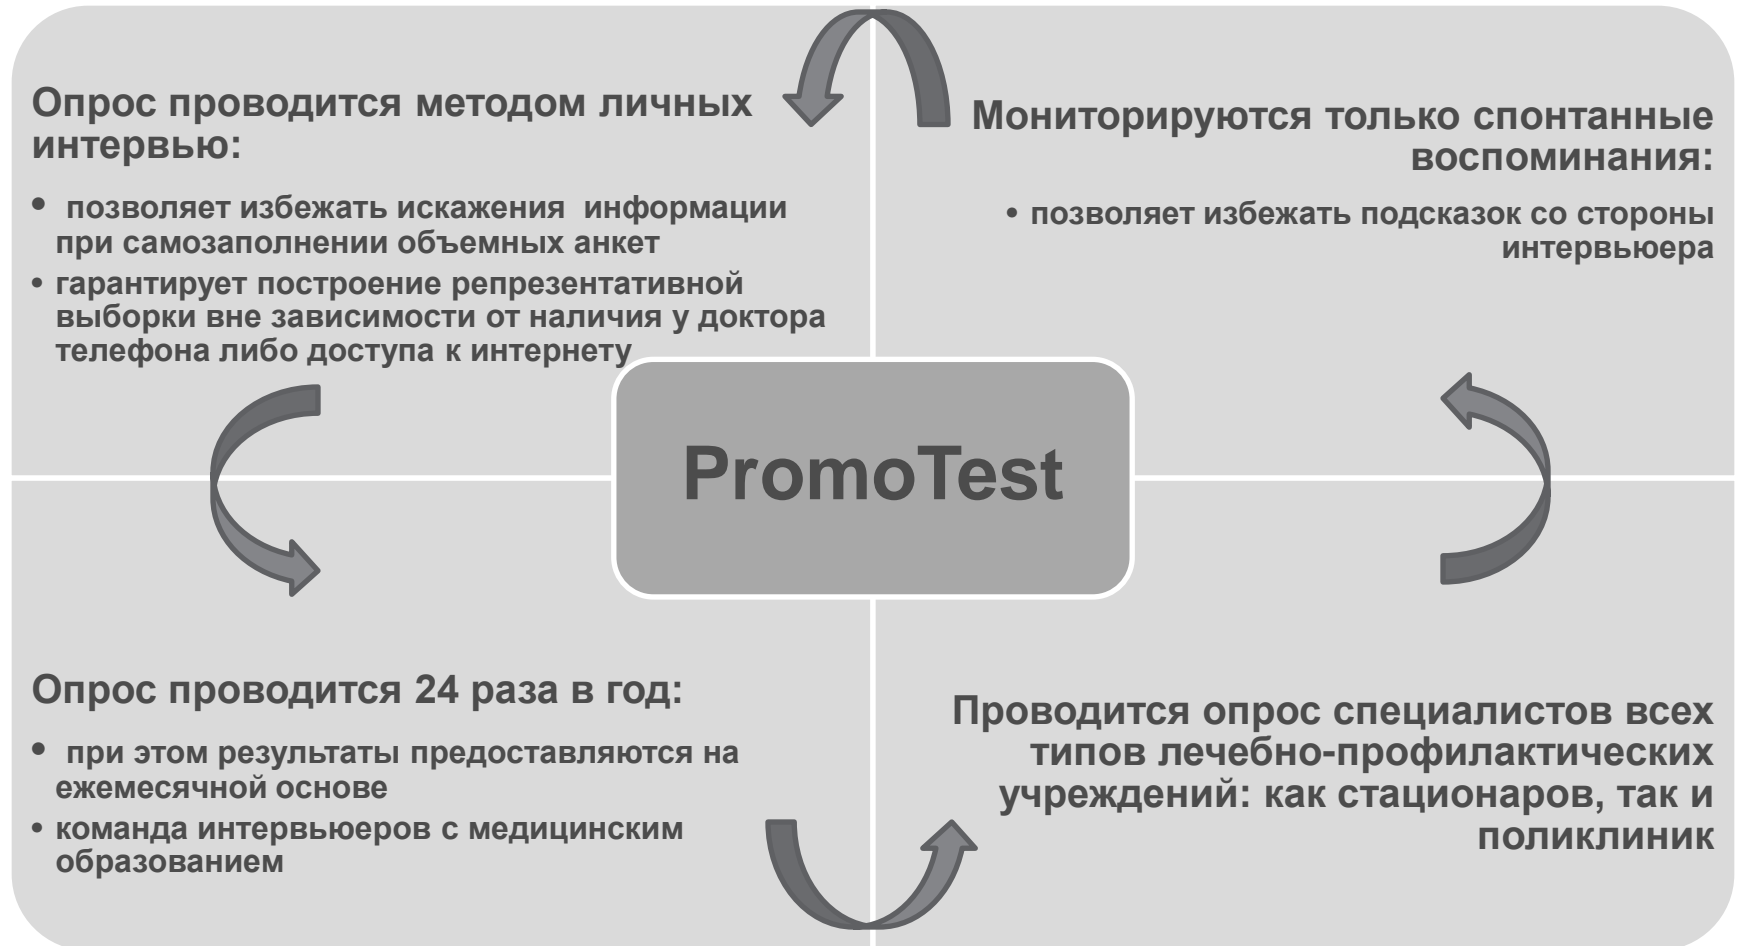 Опрос проводится методом личных
интервью:
• позволяет избежать искажения информации
при самозаполнении объемных анкет
• гарантирует построение репрезентативной
выборки вне зависимости от наличия у доктора
телефона либо доступа к интернету
Мониторируются только спонтанные
воспоминания:
• позволяет избежать подсказок со стороны
интервьюера
PromoTest
Опрос проводится 24 раза в год:
• при этом результаты предоставляются на
ежемесячной основе
• команда интервьюеров с медицинским
образованием
Проводится опрос специалистов всех
типов лечебно-профилактических
учреждений: как стационаров, так и
поликлиник